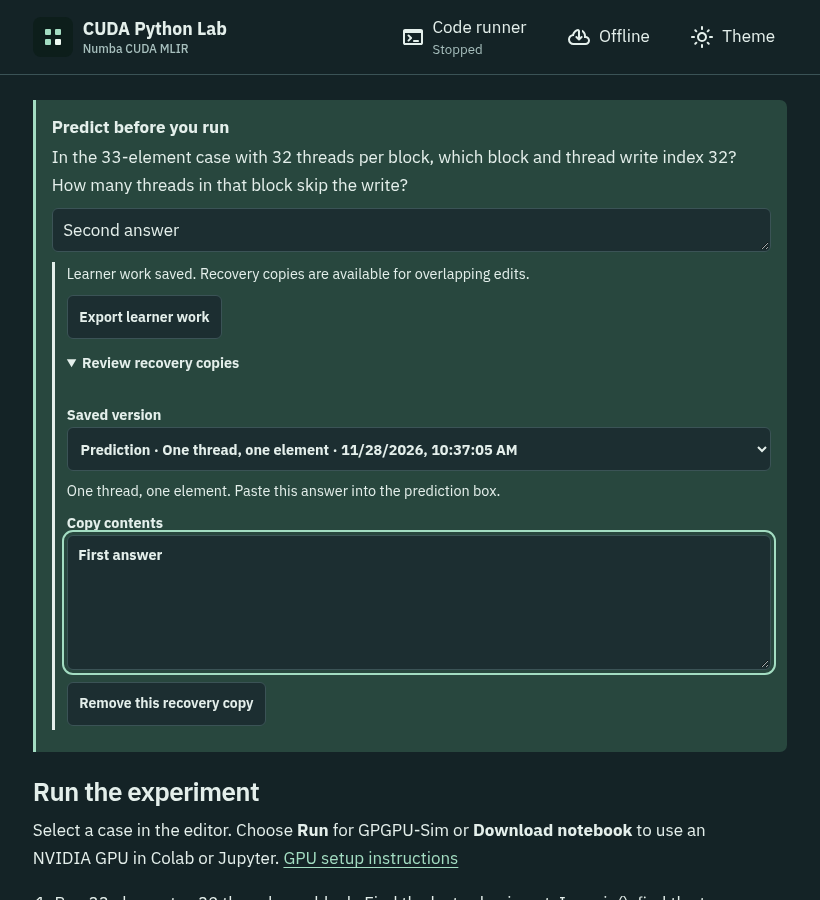 CUDA Python Lab
Numba CUDA MLIR
Code runner
Stopped
Offline
Theme
Predict before you run
In the 33-element case with 32 threads per block, which block and thread write index 32?
How many threads in that block skip the write?
Second answer
Learner work saved. Recovery copies are available for overlapping edits.
Export learner work
Review recovery copies
Saved version
Prediction · One thread, one element · 11/28/2026, 10:37:05 AM
One thread, one element. Paste this answer into the prediction box.
Copy contents
First answer
Remove this recovery copy
Run the experiment
Select a case in the editor. Choose Run for GPGPU-Sim or Download notebook to use an
NVIDIA GPU in Colab or Jupyter. GPU setup instructions